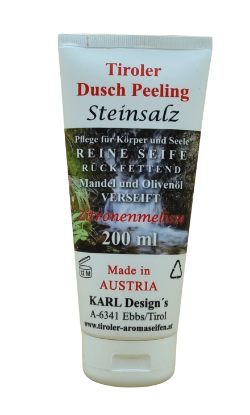 Tiroler
Dusch Peeling
Steinsalz
Pflege für Körper und Seele
REINE SEIFE
RÜCKFETTEND
Mandel und Olivenöl
VERSEIFT
Zitronenmelisse
200 ml
12 M
Made in
AUSTRIA
KARL Design´s
A-6341 Ebbs/Tirol
www.tiroler-aromaseifen.at